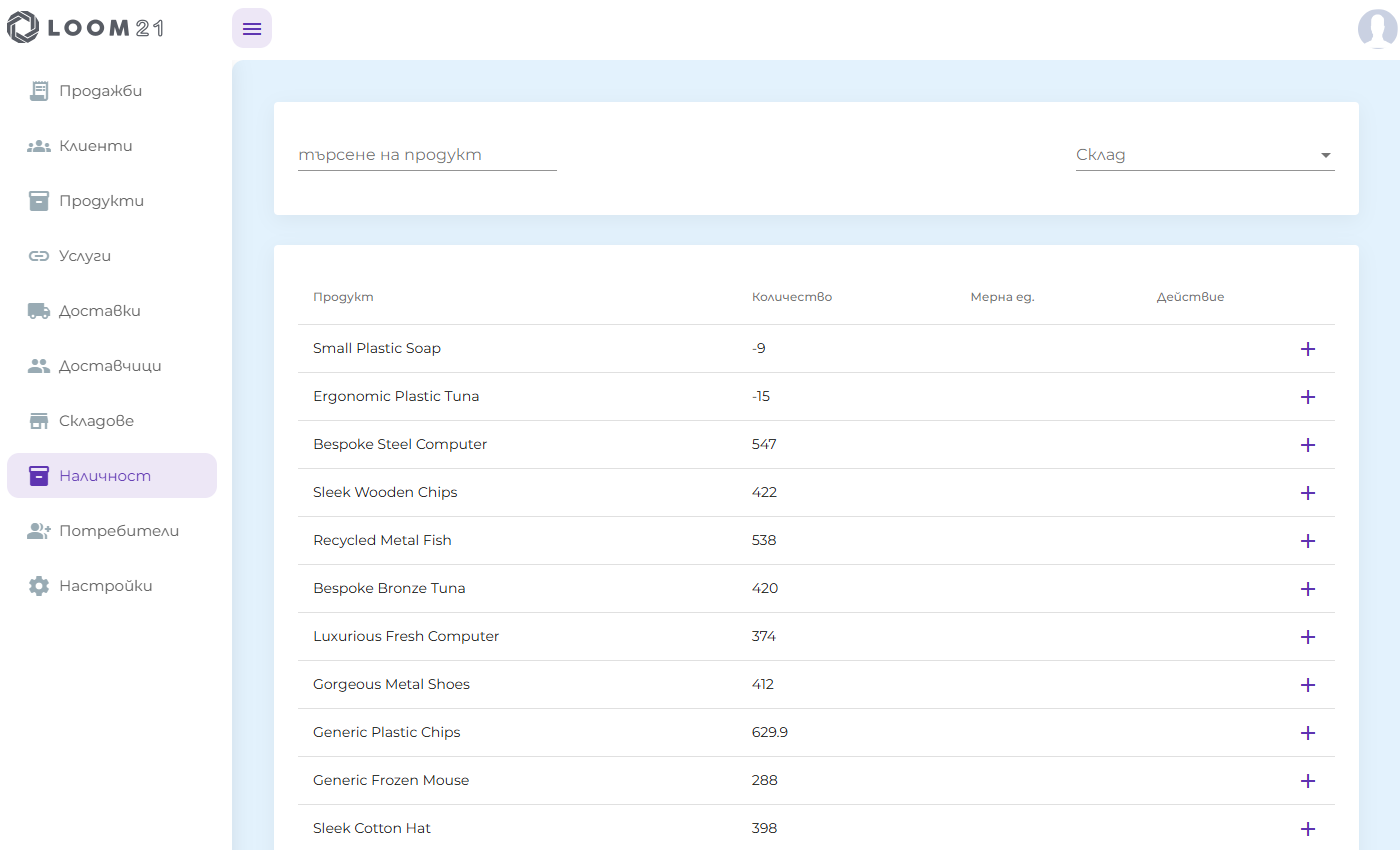 LOOM 21
Продажби
Клиенти
Продукти
Услуги
Доставки
Доставчици
Складове
Наличност
Потребители
Настройки
търсене на продукт
Склад
Продукт Количество Мерна ед. Действие
Small Plastic Soap -9
Ergonomic Plastic Tuna -15
Bespoke Steel Computer 547
Sleek Wooden Chips 422
Recycled Metal Fish 538
Bespoke Bronze Tuna 420
Luxurious Fresh Computer 374
Gorgeous Metal Shoes 412
Generic Plastic Chips 629.9
Generic Frozen Mouse 288
Sleek Cotton Hat 398